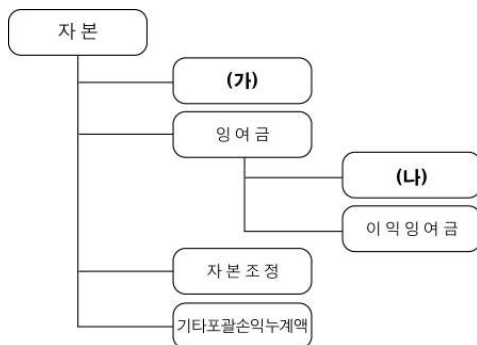 자본
(가)
잉여금
(나)
이익잉여금
자본조정
기타포괄손익누계액